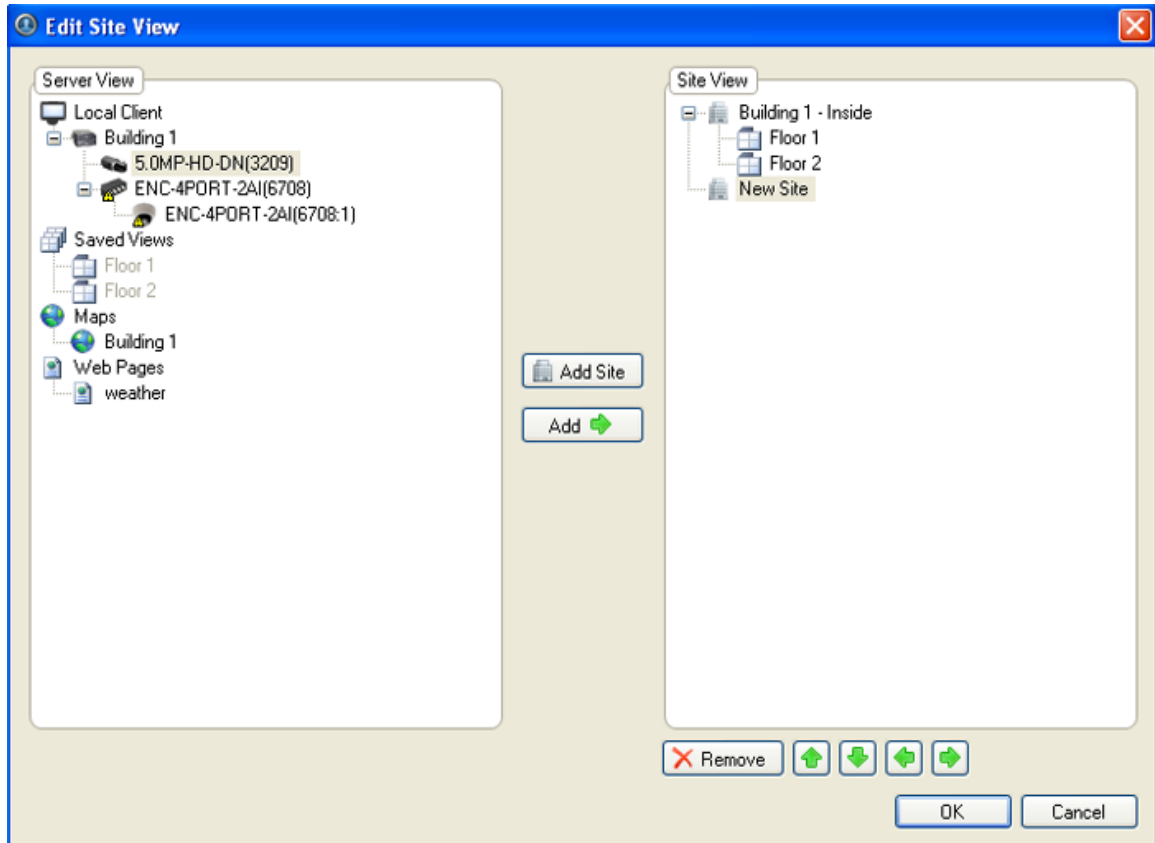 Edit Site View
Server View
Local Client
Building 1
5.0MP-HD-DN(3209)
ENC-4PORT-2AI(6708)
ENC-4PORT-2AI(6708:1)
Saved Views
Floor 1
Floor 2
Maps
Building 1
Web Pages
weather
Add Site
Add
Site View
Building 1 - Inside
Floor 1
Floor 2
New Site
Remove
OK
Cancel